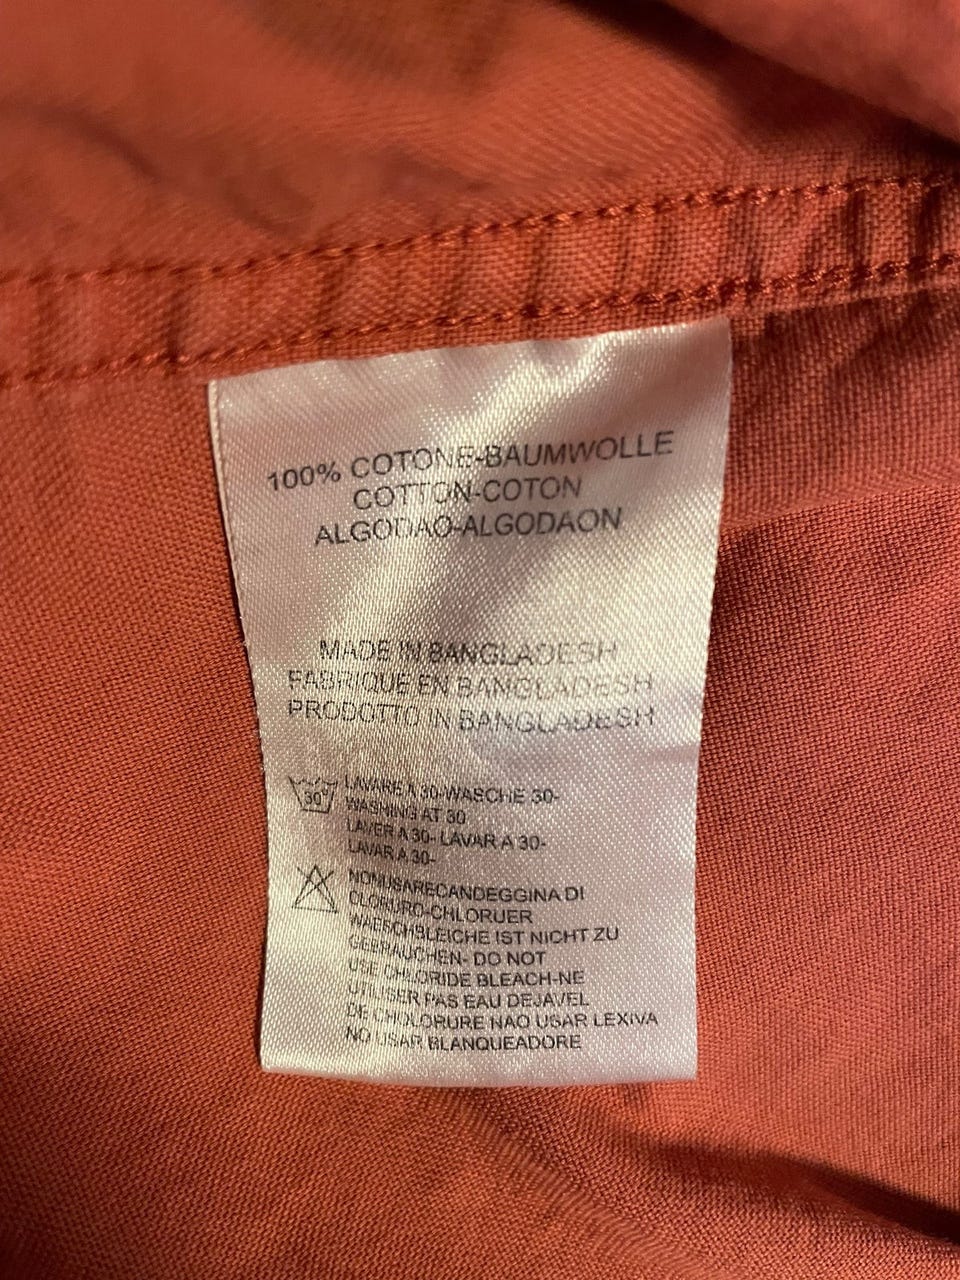 100% COTONE-BAUMWOLLE
COTTON-COTON
ALGODAO-ALGODAON
MADE IN BANGLADESH
FABRIQUE EN BANGLADESH
PRODOTTO IN BANGLADESH
30
LAVARE A 30-WASCHE 30-
WASHING AT 30
LAVER A 30- LAVAR A 30-
LAVAR A 30-
NONUSARECANDEGGINA DI
CLORURO-CHLORUER
WAESCHBLEICHE IST NICHT ZU
GEBRAUCHEN- DO NOT
USE CHLORIDE BLEACH-NE
UTILISER PAS EAU DEJAVEL
DE CHOLORURE NAO USAR LEXIVA
NO USAR BLANQUEADORE